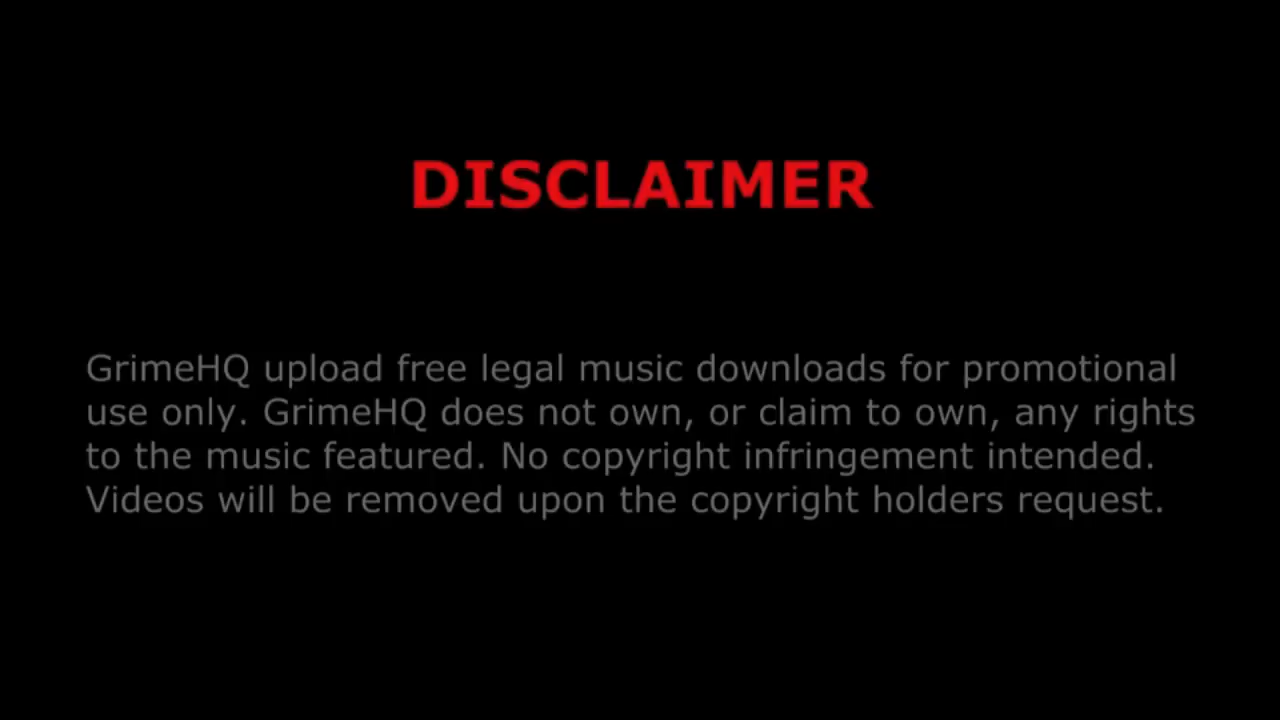 DISCLAIMER
GrimeHQ upload free legal music downloads for promotional
use only. GrimeHQ does not own, or claim to own, any rights
to the music featured. No copyright infringement intended.
Videos will be removed upon the copyright holders request.